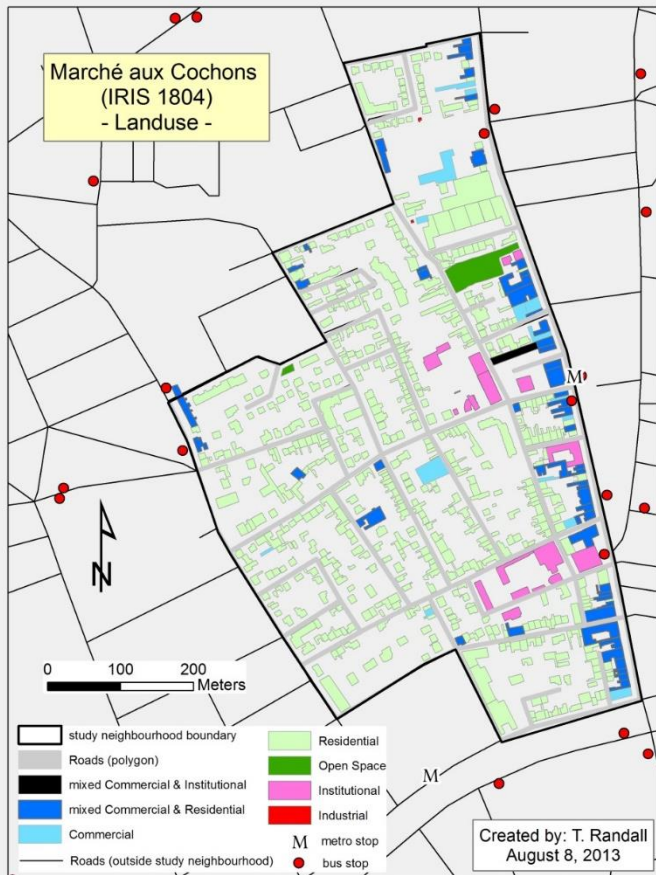 Marché aux Cochons
(IRIS 1804)
- Landuse -
M
N
0 100 200
Meters
M
study neighbourhood boundary
Roads (polygon)
mixed Commercial & Institutional
mixed Commercial & Residential
Commercial
Roads (outside study neighbourhood)
Residential
Open Space
Institutional
Industrial
M metro stop
bus stop
Created by: T. Randall
August 8, 2013